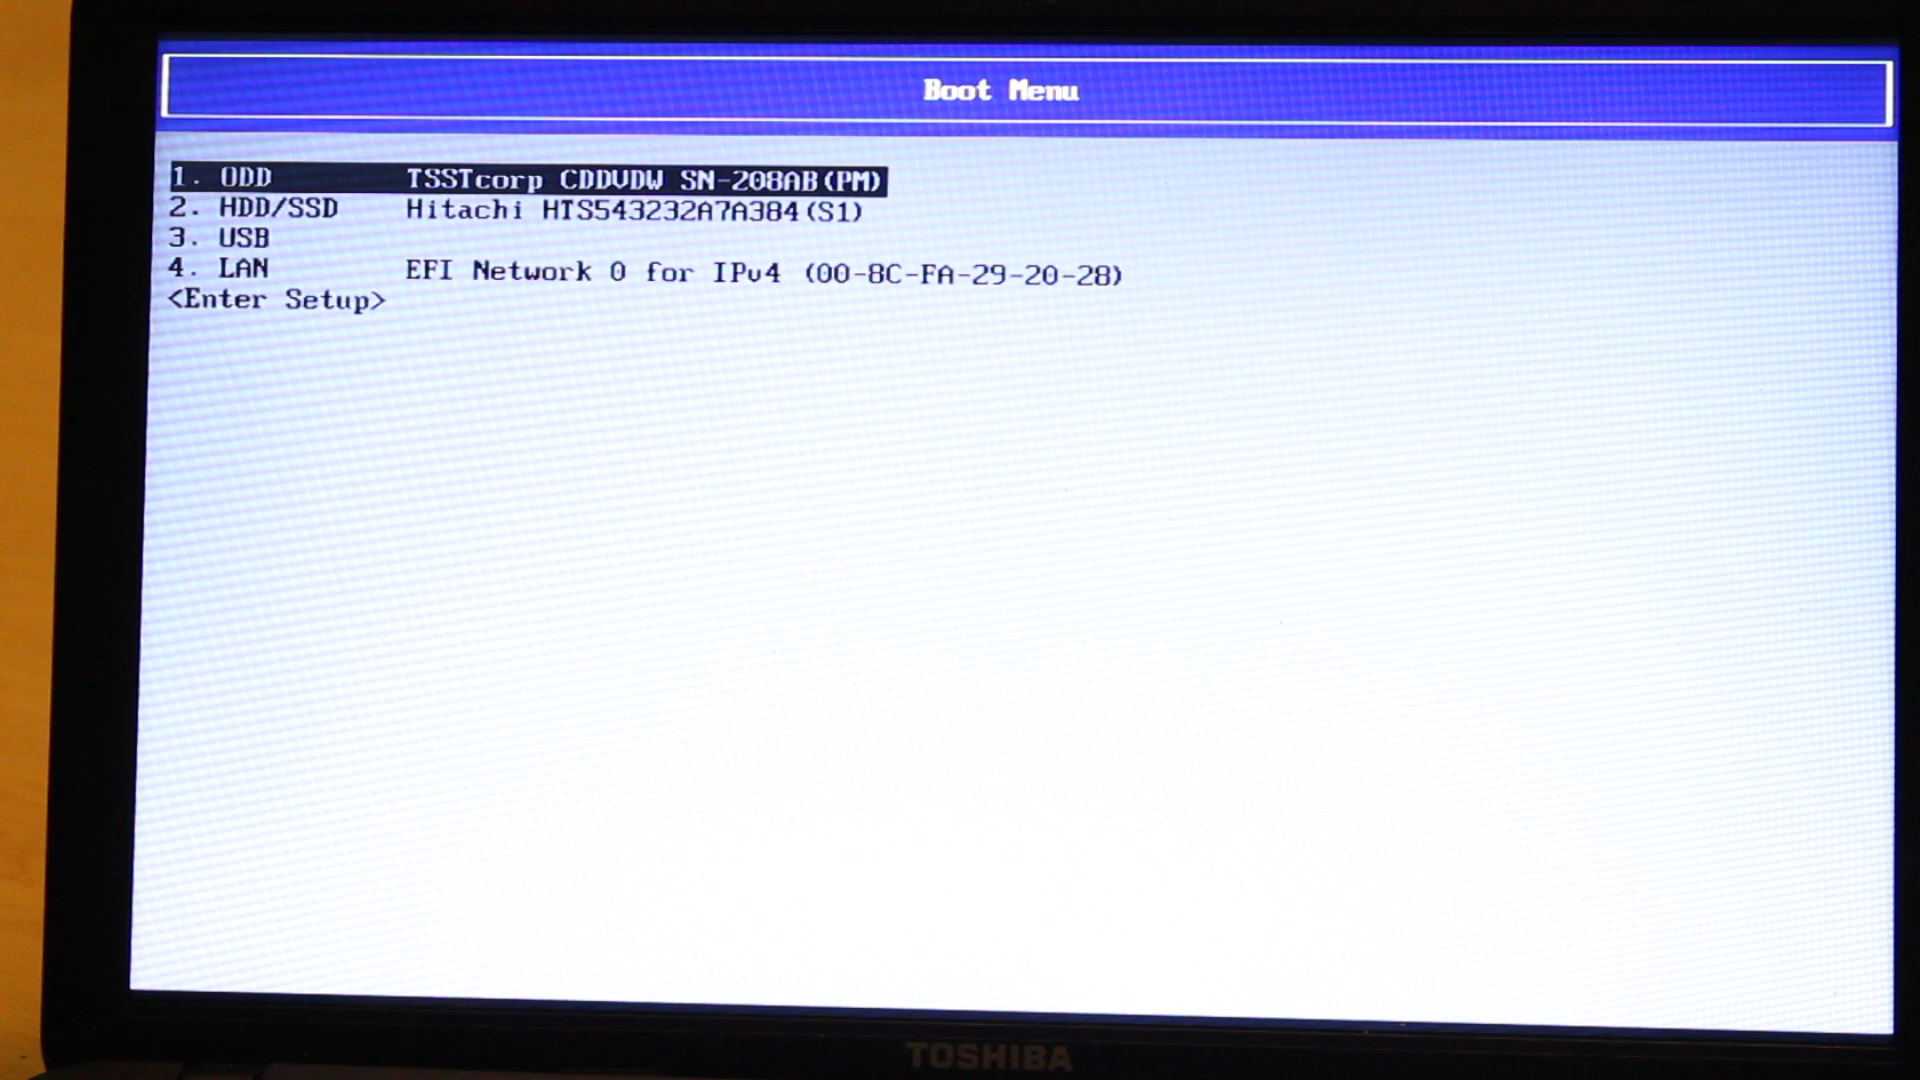 Boot Menu
1. ODD TSSTcorp CDDVDW SN-208AB(PM)
2. HDD/SSD Hitachi HTS543232A7A384(S1)
3. USB
4. LAN EFI Network 0 for IPv4 (00-8C-FA-29-20-28)
<Enter Setup>
TOSHIBA